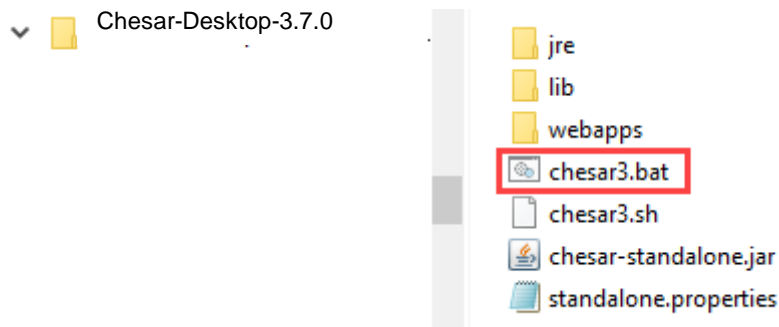 Chesar-Desktop-3.7.0
jre
lib
webapps
chesar3.bat
chesar3.sh
chesar-standalone.jar
standalone.properties